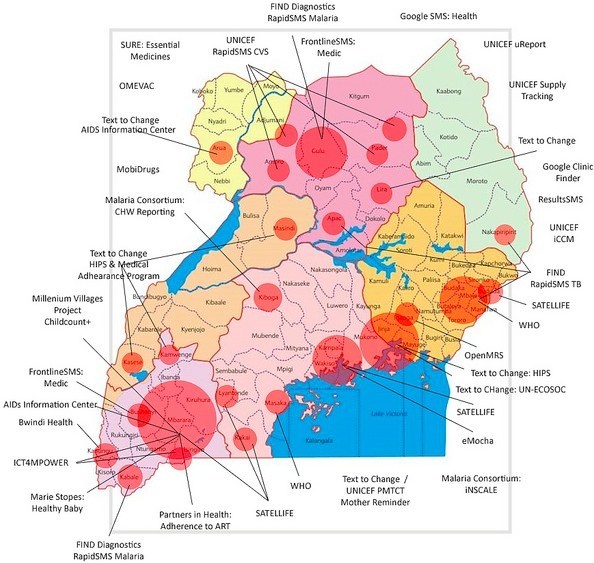 FIND Diagnostics
RapidSMS Malaria
Google SMS: Health
SURE: Essential
Medicines
UNICEF
RapidSMS CVS
FrontlineSMS:
Medic
UNICEF uReport
OMEVAC
UNICEF Supply
Tracking
Text to Change
AIDS Information Center
Text to Change
MobiDrugs
Google Clinic
Finder
Malaria Consortium:
CHW Reporting
ResultsSMS
UNICEF
iCCM
Text to Change
HIPS & Medical
Adhearance Program
FIND
RapidSMS TB
SATELLIFE
WHO
Millenium Villages
Project
Childcount+
OpenMRS
Text to Change: HIPS
Text to CHange: UN-ECOSOC
SATELLIFE
eMocha
FrontlineSMS:
Medic
AIDs Information Center
Bwindi Health
ICT4MPOWER
Marie Stopes:
Healthy Baby
Partners in Health:
Adherence to ART
SATELLIFE
WHO
Text to Change /
UNICEF PMTCT
Mother Reminder
Malaria Consortium:
iNSCALE
FIND Diagnostics
RapidSMS Malaria
Koboko
Yumbe
Moyo
Adjumani
Nyadri
Arua
Nebbi
Kitgum
Kaabong
Kotido
Abim
Moroto
Nakapiripirit
Amuro
Gulu
Pader
Oyam
Lira
Apac
Dokolo
Amolatar
Amuria
Kaberamaido
Katakwi
Soroti
Kumi
Bukedea
Kapchorwa
Bukwo
Sironko
Pallisa
Budaka
Mbale
Manafwa
Kamuli
Kaliro
Namutumba
Butaleja
Tororo
Iganga
Bugiri
Busia
Mayuge
Jinja
Kayunga
Mukono
Bulisa
Masindi
Hoima
Nakasongola
Nakaseke
Luwero
Kiboga
Kibaale
Bundibugyo
Kabarole
Kyenjojo
Kasese
Kamwenge
Mubende
Mityana
Mpigi
Kampala
Wakiso
Sembabule
Lyantonde
Masaka
Rakai
Kalangala
Lake Victoria
Ibanda
Kiruhura
Bushenyi
Mbarara
Rukungiri
Ntungamo
Isingiro
Kanungu
Kisoro
Kabale